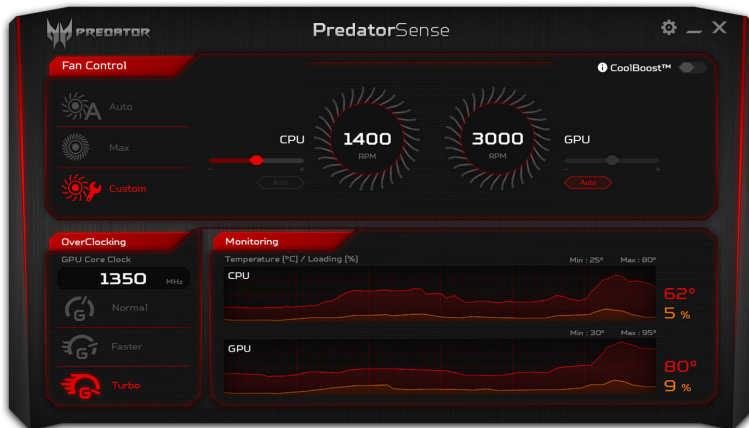 PREDATOR
PredatorSense
Fan Control
CoolBoost™
Auto
Max
Custom
CPU
- +
Auto
1400
RPM
3000
RPM
GPU
- +
Auto
OverClocking
GPU Core Clock
1350 MHz
G Normal
G Faster
G Turbo
Monitoring
Temperature (°C) / Loading (%)
Min : 25° Max : 80°
CPU
62°
5 %
Min : 30° Max : 95°
GPU
80°
9 %